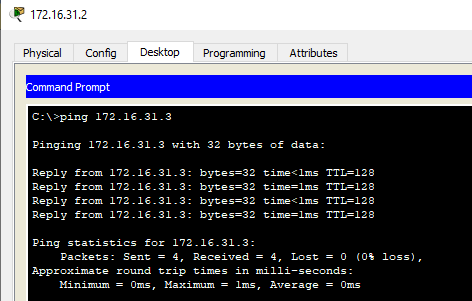 172.16.31.2
Physical Config Desktop Programming Attributes
Command Prompt
C:\>ping 172.16.31.3
Pinging 172.16.31.3 with 32 bytes of data:
Reply from 172.16.31.3: bytes=32 time<1ms TTL=128
Reply from 172.16.31.3: bytes=32 time=1ms TTL=128
Reply from 172.16.31.3: bytes=32 time<1ms TTL=128
Reply from 172.16.31.3: bytes=32 time=1ms TTL=128
Ping statistics for 172.16.31.3:
Packets: Sent = 4, Received = 4, Lost = 0 (0% loss),
Approximate round trip times in milli-seconds:
Minimum = 0ms, Maximum = 1ms, Average = 0ms